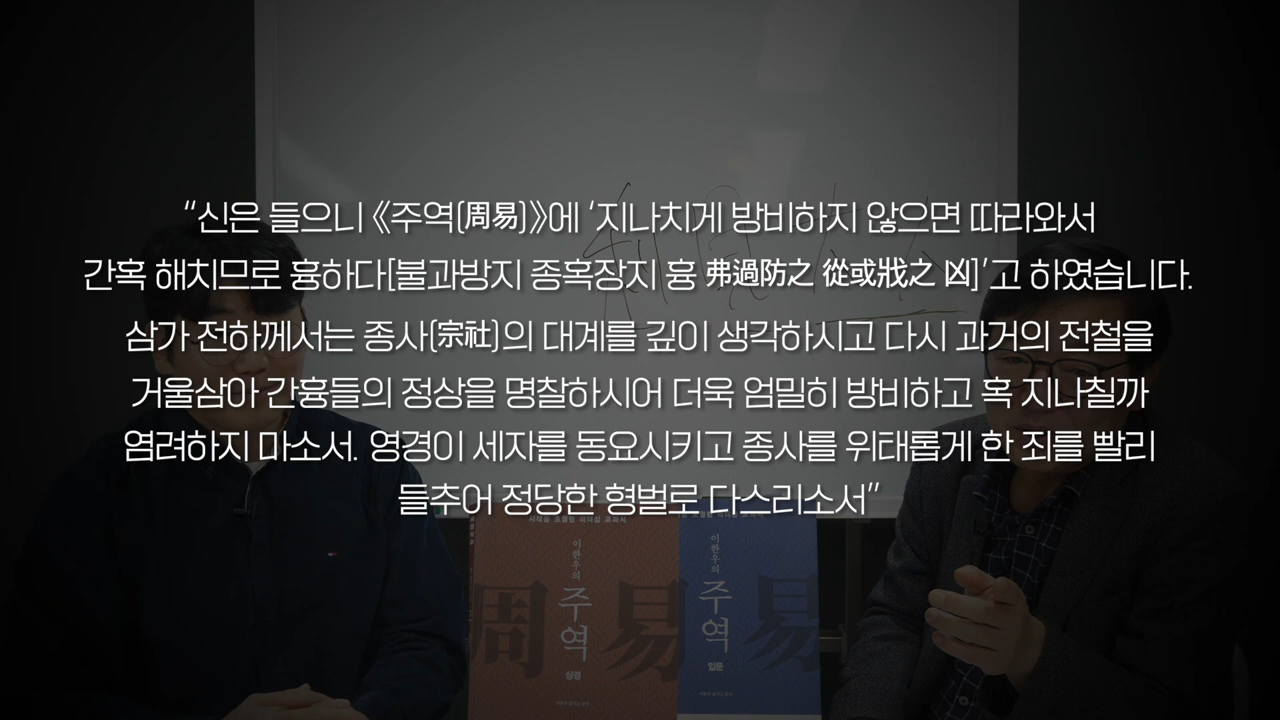 “신은 들으니 《주역(周易)》에 ‘지나치게 방비하지 않으면 따라와서
간혹 해치므로 흉하다[불과방지 종혹장지 흉 弗過防之 從或戕之 凶]’고 하였습니다.
삼가 전하께서는 종사(宗社)의 대계를 깊이 생각하시고 다시 과거의 전철을
거울삼아 간흉들의 정상을 명찰하시어 더욱 엄밀히 방비하고 혹 지나칠까
염려하지 마소서. 영경이 세자를 동요시키고 종사를 위태롭게 한 죄를 빨리
들추어 정당한 형벌로 다스리소서”
이한우의
주역
周易
상경
이한우의
주역
易
입문